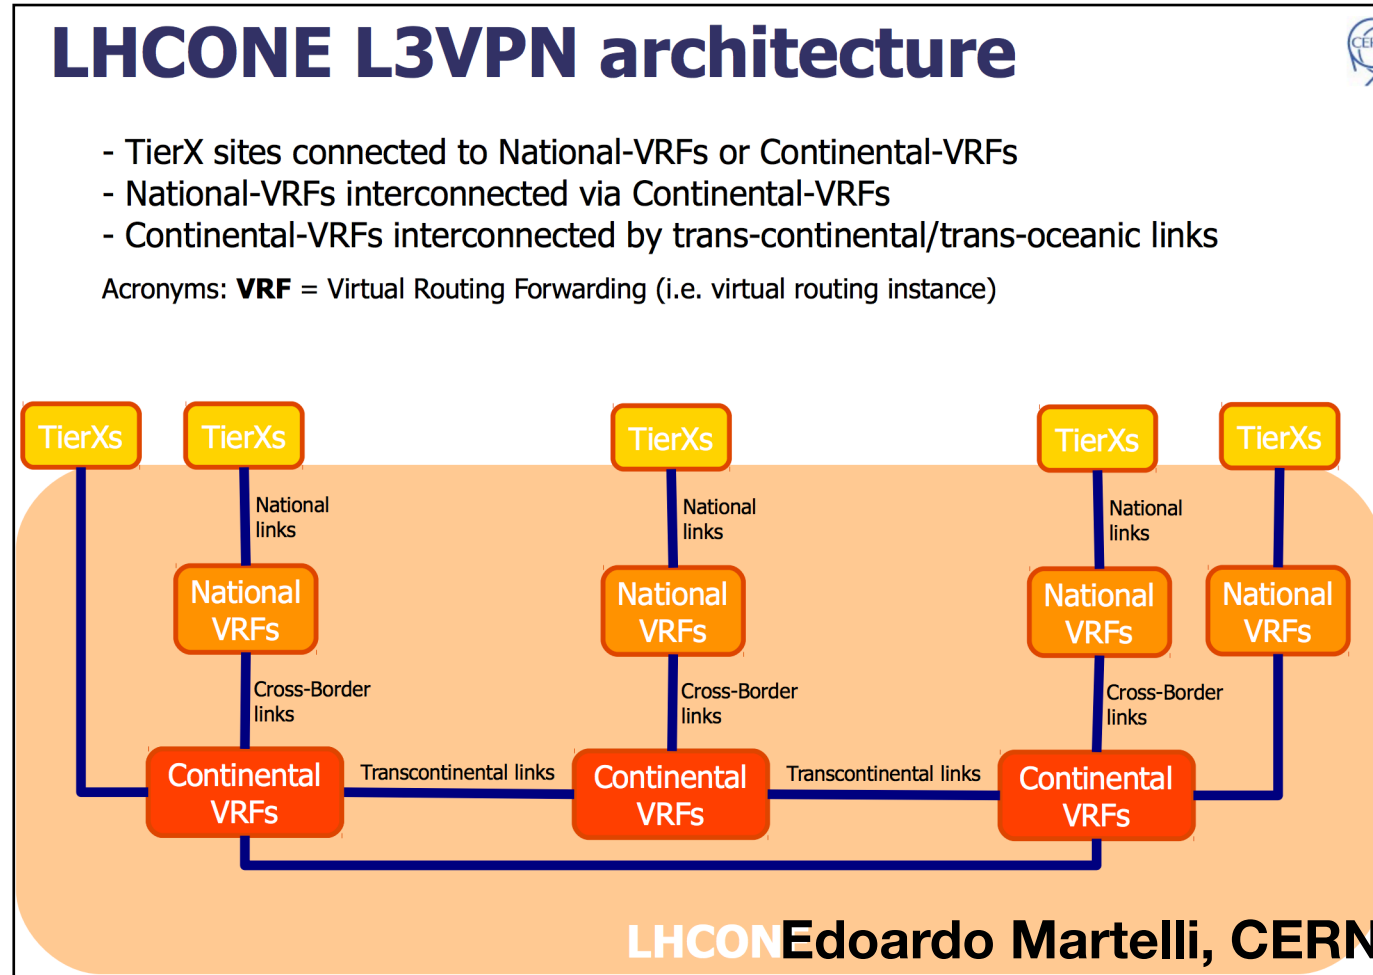 LHCONE L3VPN architecture
- TierX sites connected to National-VRFs or Continental-VRFs
- National-VRFs interconnected via Continental-VRFs
- Continental-VRFs interconnected by trans-continental/trans-oceanic links
Acronyms: VRF = Virtual Routing Forwarding (i.e. virtual routing instance)
TierXs
TierXs
TierXs
TierXs
TierXs
National
links
National
links
National
links
National
VRFs
National
VRFs
National
VRFs
National
VRFs
Cross-Border
links
Cross-Border
links
Cross-Border
links
Continental
VRFs
Transcontinental links
Continental
VRFs
Transcontinental links
Continental
VRFs
LHCON
Edoardo Martelli, CERN